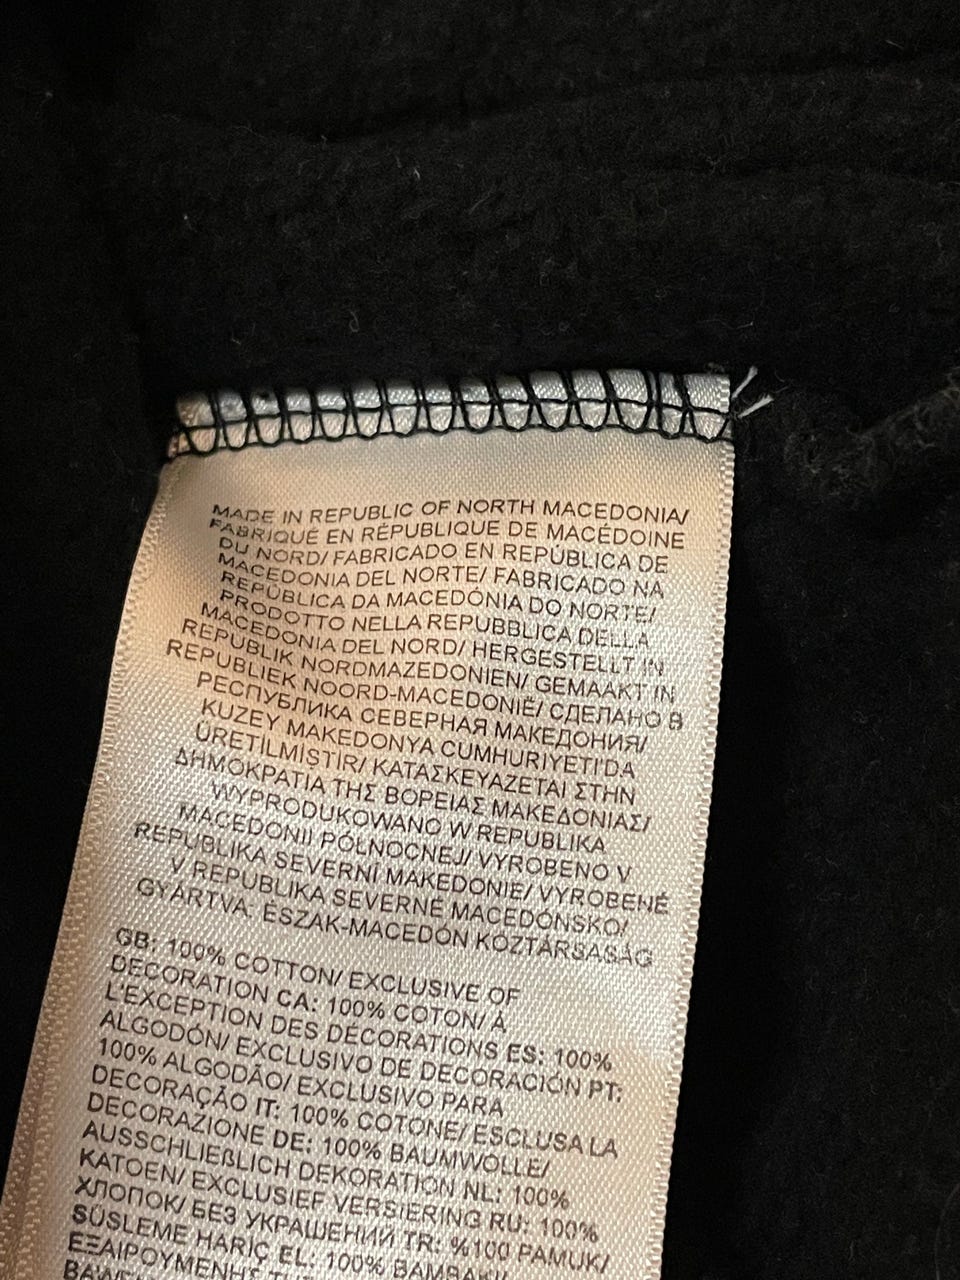 MADE IN REPUBLIC OF NORTH MACEDONIA/
FABRIQUÉ EN RÉPUBLIQUE DE MACÉDOINE
DU NORD/ FABRICADO EN REPÚBLICA DE
MACEDONIA DEL NORTE/ FABRICADO NA
REPÚBLICA DA MACEDÓNIA DO NORTE/
PRODOTTO NELLA REPUBBLICA DELLA
MACEDONIA DEL NORD/ HERGESTELLT IN
REPUBLIK NORDMAZEDONIEN/ GEMAAKT IN
REPUBLIEK NOORD-MACEDONIË/ СДЕЛАНО В
РЕСПУБЛИКА СЕВЕРНАЯ МАКЕДОНИЯ/
KUZEY MAKEDONYA CUMHURIYETI'DA
ÜRETILMIŞTIR/ ΚΑΤΑΣΚΕΥΑΖΕΤΑΙ ΣΤΗΝ
ΔΗΜΟΚΡΑΤΙΑ ΤΗΣ ΒΟΡΕΙΑΣ ΜΑΚΕΔΟΝΙΑΣ/
WYPRODUKOWANO W REPUBLIKA
MACEDONII PÓŁNOCNEJ/ VYROBENO V
REPUBLIKA SEVERNÍ MAKEDONIE/ VYROBENÉ
V REPUBLIKA SEVERNÉ MACEDÓNSKO/
GYÁRTVA: ÉSZAK-MACEDÓN KÖZTÁRSASÁG
GB: 100% COTTON/ EXCLUSIVE OF
DECORATION CA: 100% COTON/ À
L'EXCEPTION DES DÉCORATIONS ES: 100%
ALGODÓN/ EXCLUSIVO DE DECORACIÓN PT:
100% ALGODÃO/ EXCLUSIVO PARA
DECORAÇÃO IT: 100% COTONE/ ESCLUSA LA
DECORAZIONE DE: 100% BAUMWOLLE/
AUSSCHLIEßLICH DEKORATION NL: 100%
KATOEN/ EXCLUSIEF VERSIERING RU: 100%
ХЛОПОК/ БЕЗ УКРАШЕНИЙ TR: %100 PAMUK/
SÜSLEME HARIÇ EL: 100% ΒΑΜΒΑΚΙ/
ΕΞΑΙΡΟΥΜΕΝΗΣ